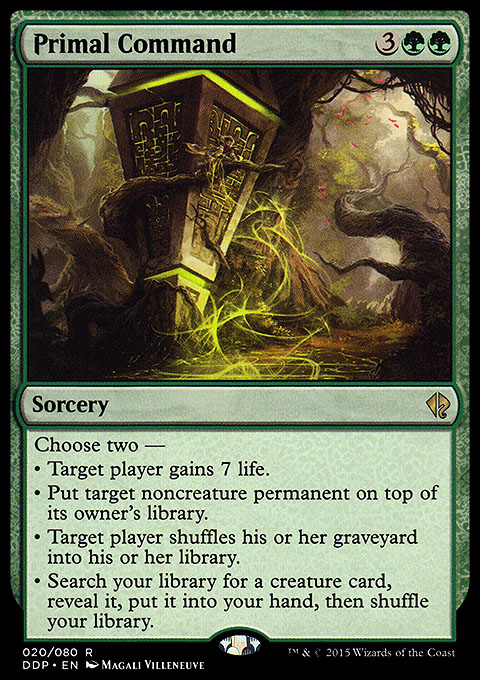 Primal Command 3
Sorcery
Choose two —
• Target player gains 7 life.
• Put target noncreature permanent on top of
its owner's library.
• Target player shuffles his or her graveyard
into his or her library.
• Search your library for a creature card,
reveal it, put it into your hand, then shuffle
your library.
020/080 R
DDP • EN Magali Villeneuve
™ & © 2015 Wizards of the Coast